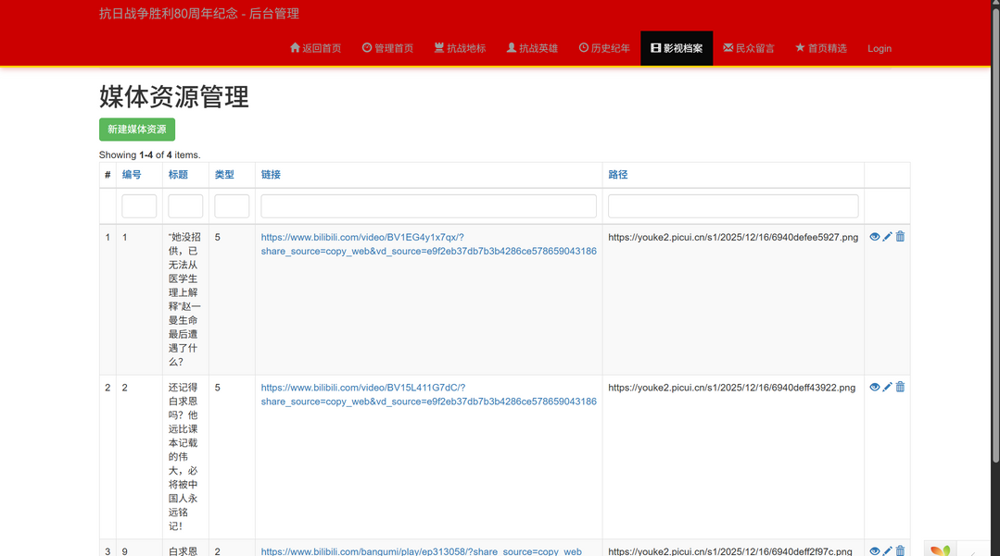 抗日战争胜利80周年纪念 - 后台管理
返回首页 管理首页 抗战地标 抗战英雄 历史纪年 影视档案 民众留言 首页精选 Login
媒体资源管理
新建媒体资源
Showing 1-4 of 4 items.
# 编号 标题 类型 链接 路径
1 1 “她没招 5 https://www.bilibili.com/video/BV1EG4y1x7qx/? https://youke2.picui.cn/s1/2025/12/16/6940defee5927.png
供，已 share_source=copy_web&vd_source=e9f2eb37db7b3b4286ce578659043186
无法从
医学生
理上解
释”赵一
曼生命
最后遭
遇了什
么？
2 2 还记得 5 https://www.bilibili.com/video/BV15L411G7dC/? https://youke2.picui.cn/s1/2025/12/16/6940deff43922.png
白求恩 share_source=copy_web&vd_source=e9f2eb37db7b3b4286ce578659043186
吗？他
远比课
本记载
的伟
大，必
将被中
国人永
远铭
记！
3 9 白求恩 2 https://www.bilibili.com/bangumi/play/ep313058/?share_source=copy_web https://youke2.picui.cn/s1/2025/12/16/6940deff2f97c.png